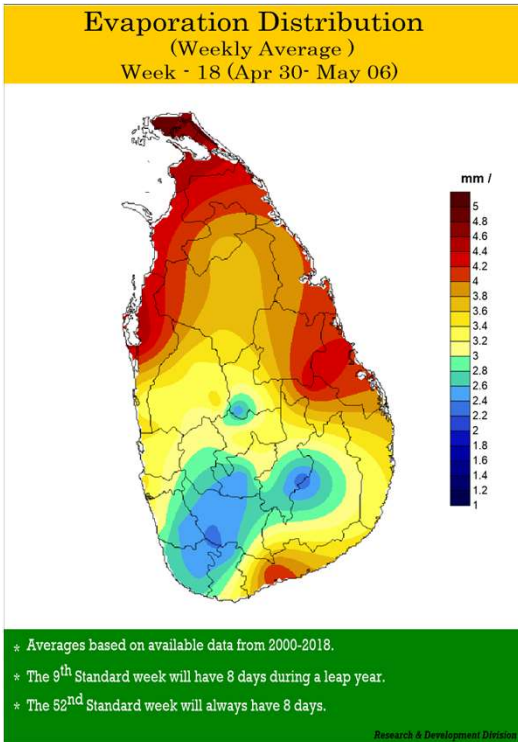 Evaporation Distribution
(Weekly Average )
Week - 18 (Apr 30- May 06)
mm /
5
4.8
4.6
4.4
4.2
4
3.8
3.6
3.4
3.2
3
2.8
2.6
2.4
2.2
2
1.8
1.6
1.4
1.2
1
* Averages based on available data from 2000-2018.
* The 9th Standard week will have 8 days during a leap year.
* The 52nd Standard week will always have 8 days.
Research & Development Division